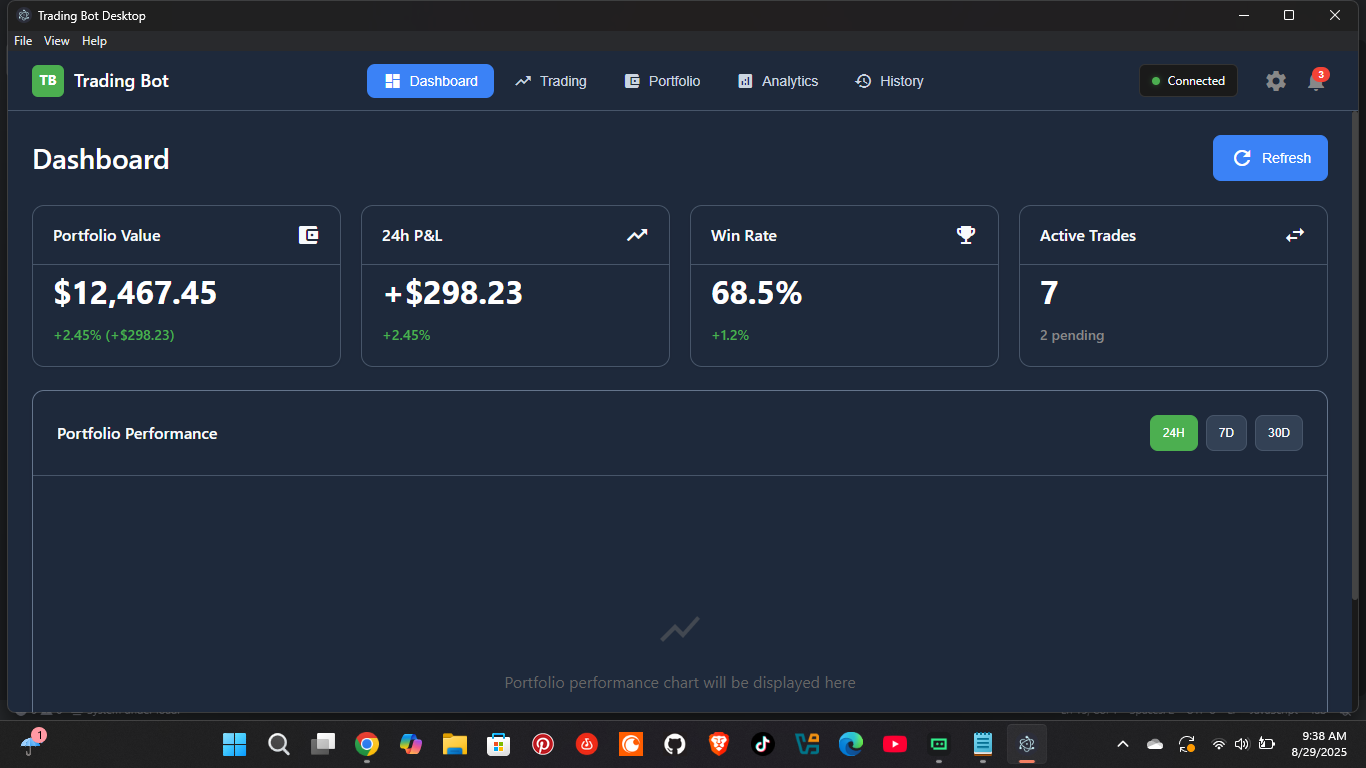 Trading Bot Desktop
File View Help
TB Trading Bot
Dashboard Trading Portfolio Analytics History
Connected
3
Dashboard
Refresh
Portfolio Value
$12,467.45
+2.45% (+$298.23)
24h P&L
+$298.23
+2.45%
Win Rate
68.5%
+1.2%
Active Trades
7
2 pending
Portfolio Performance
24H 7D 30D
Portfolio performance chart will be displayed here
1
9:38 AM
8/29/2025